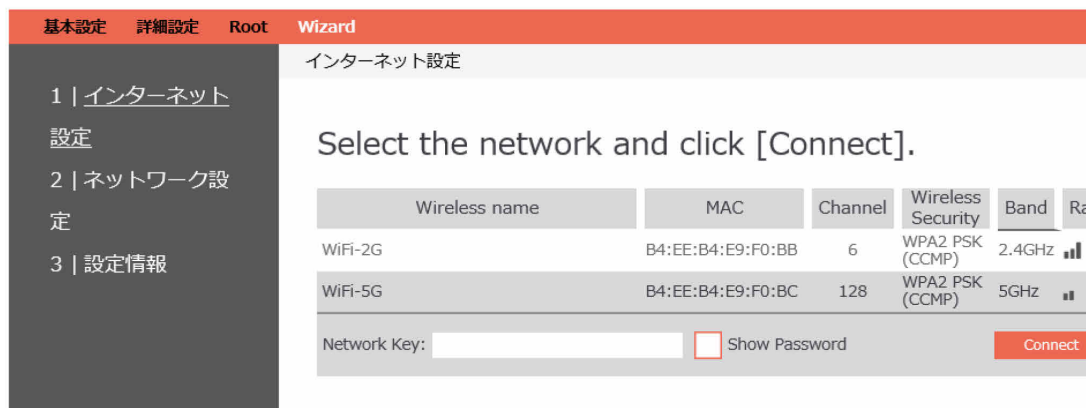 基本設定 詳細設定 Root Wizard
インターネット設定
1 | インターネット
設定
2 | ネットワーク設
定
3 | 設定情報
Select the network and click [Connect].
Wireless name MAC Channel Wireless Security Band Ra
WiFi-2G B4:EE:B4:E9:F0:BB 6 WPA2 PSK (CCMP) 2.4GHz
WiFi-5G B4:EE:B4:E9:F0:BC 128 WPA2 PSK (CCMP) 5GHz
Network Key: Show Password Connect